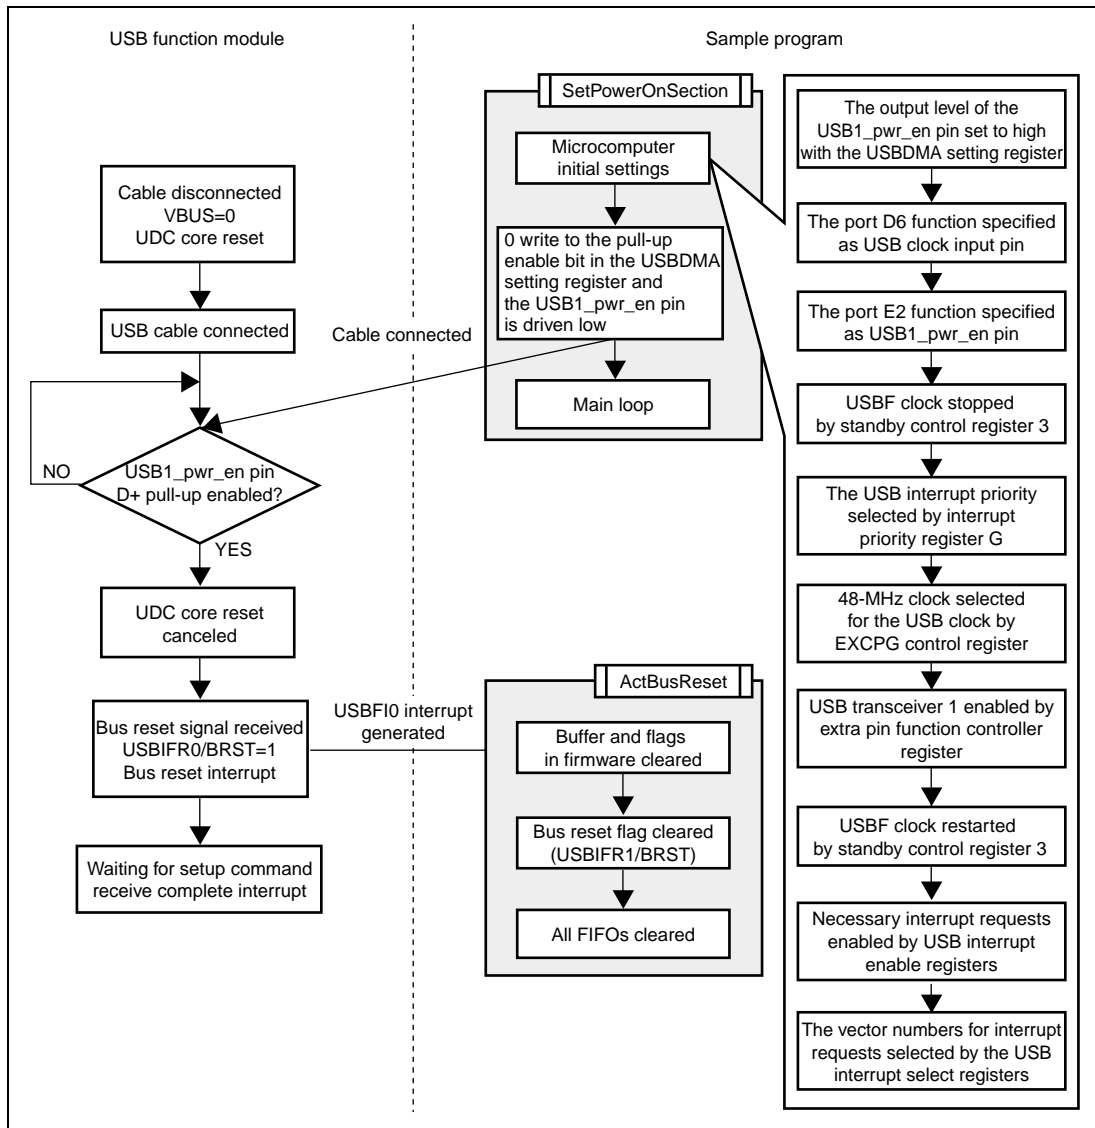 USB function module
Sample program
Cable disconnected
VBUS=0
UDC core reset
USB cable connected
NO
USB1_pwr_en pin
D+ pull-up enabled?
YES
UDC core reset
canceled
Bus reset signal received
USBIFR0/BRST=1
Bus reset interrupt
Waiting for setup command
receive complete interrupt
Cable connected
USBFI0 interrupt
generated
SetPowerOnSection
Microcomputer
initial settings
0 write to the pull-up
enable bit in the USBDMA
setting register and
the USB1_pwr_en pin
is driven low
Main loop
ActBusReset
Buffer and flags
in firmware cleared
Bus reset flag cleared
(USBIFR1/BRST)
All FIFOs cleared
The output level of the
USB1_pwr_en pin set to high
with the USBDMA setting register
The port D6 function specified
as USB clock input pin
The port E2 function specified
as USB1_pwr_en pin
USBF clock stopped
by standby control register 3
The USB interrupt priority
selected by interrupt
priority register G
48-MHz clock selected
for the USB clock by
EXCPG control register
USB transceiver 1 enabled by
extra pin function controller
register
USBF clock restarted
by standby control register 3
Necessary interrupt requests
enabled by USB interrupt
enable registers
The vector numbers for interrupt
requests selected by the USB
interrupt select registers